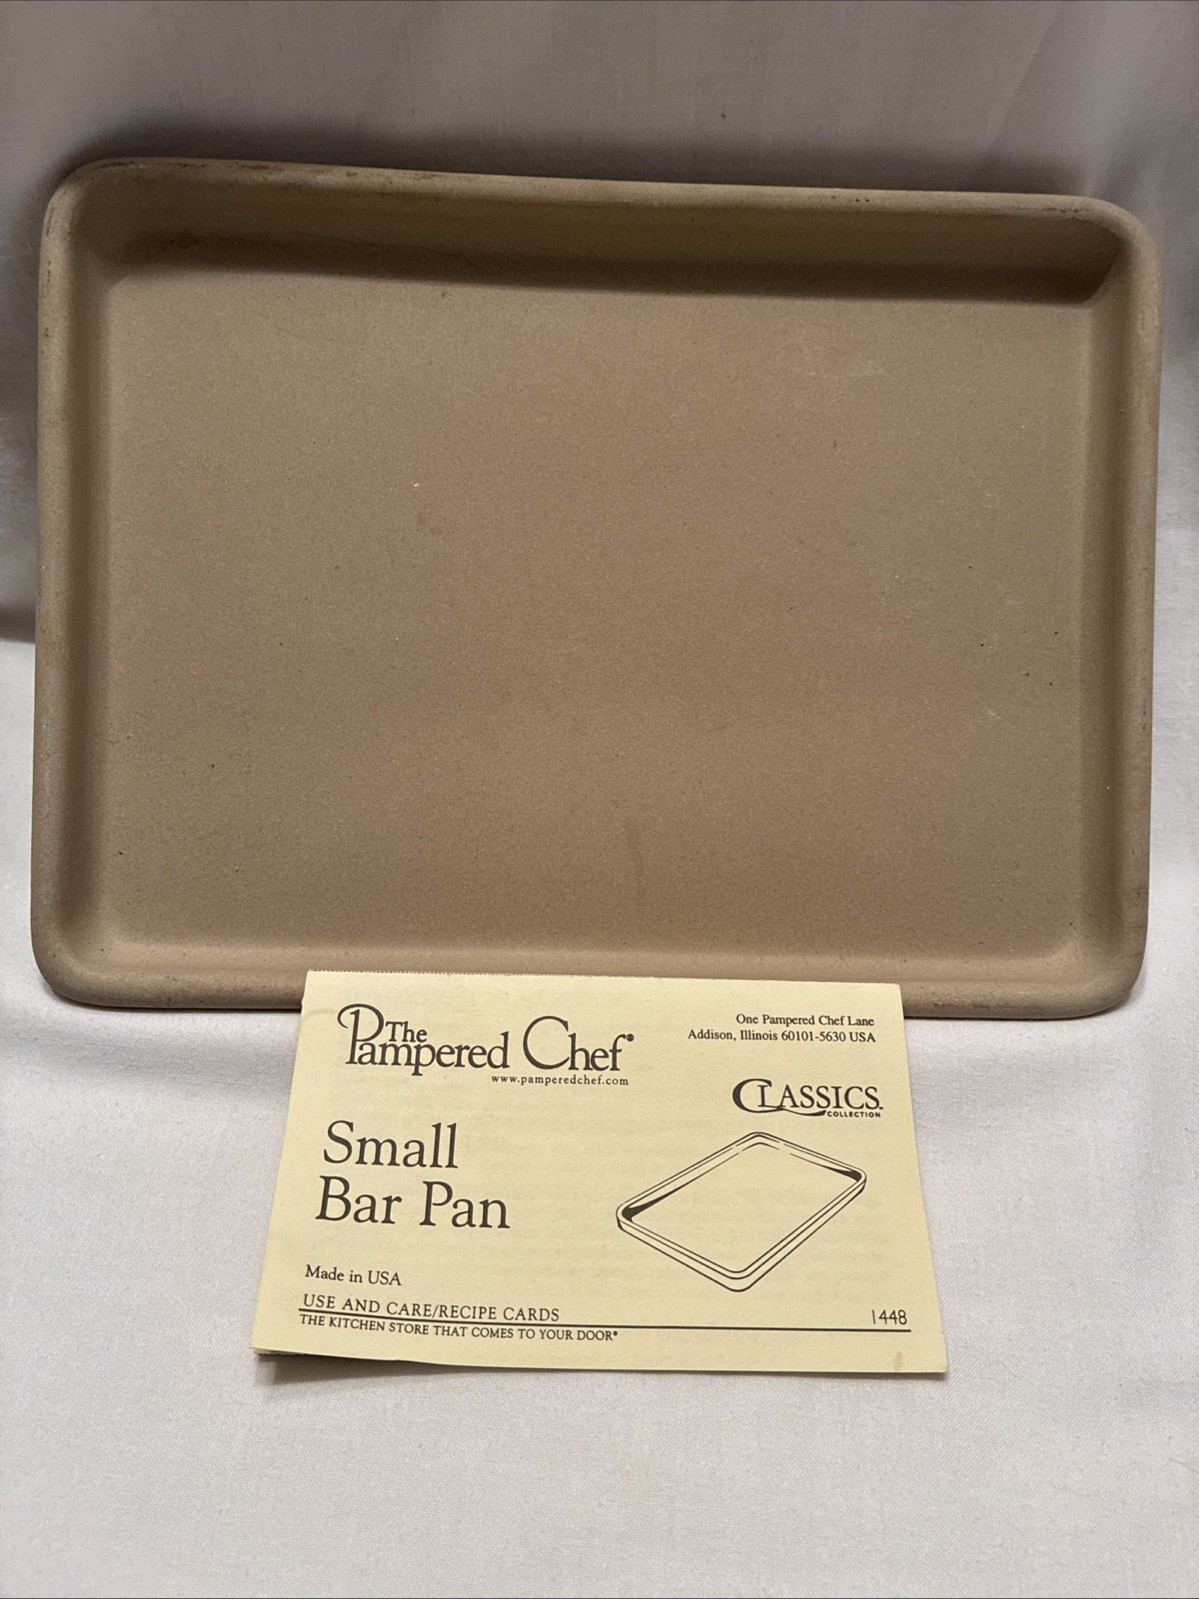 The
Pampered Chef®
www.pamperedchef.com
One Pampered Chef Lane
Addison, Illinois 60101-5630 USA
CLASSICS
COLLECTION
Small
Bar Pan
Made in USA
USE AND CARE/RECIPE CARDS
1448
THE KITCHEN STORE THAT COMES TO YOUR DOOR®